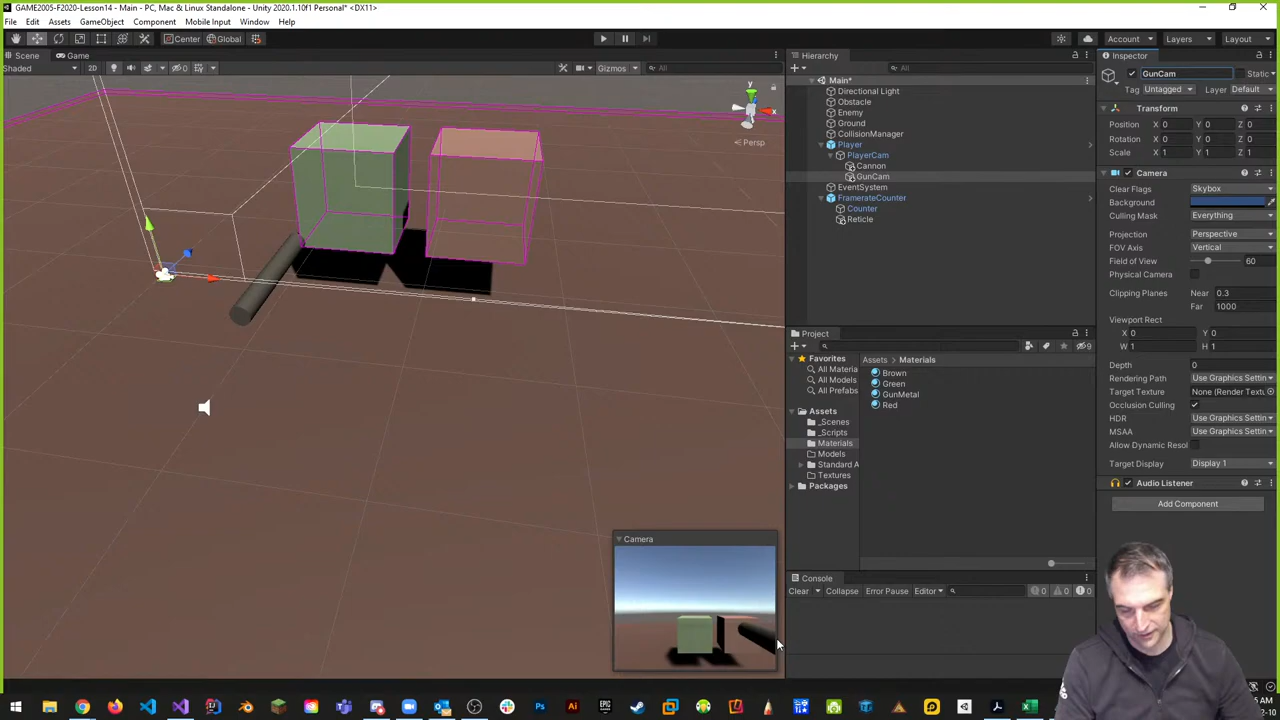 GAME2005-F2020-Lesson14 - Main - PC, Mac & Linux Standalone - Unity 2020.1.10f1 Personal* <DX11>
File Edit Assets GameObject Component Mobile Input Window Help
Center Global Account Layers Layout
Scene Game
Shaded 2D 0 Gizmos All
y x
Persp
Camera
Hierarchy
All
Main*
Directional Light
Obstacle
Enemy
Ground
CollisionManager
Player
PlayerCam
Cannon
GunCam
EventSystem
FramerateCounter
Counter
Reticle
Project
9
Favorites
All Materia
All Models
All Prefabs
Assets
_Scenes
_Scripts
Materials
Models
Standard A
Textures
Packages
Assets Materials
Brown
Green
GunMetal
Red
Console
Clear Collapse Error Pause Editor 0 0 0
Inspector
GunCam Static
Tag Untagged Layer Default
Transform
Position X 0 Y 0 Z 0
Rotation X 0 Y 0 Z 0
Scale X 1 Y 1 Z 1
Camera
Clear Flags Skybox
Background
Culling Mask Everything
Projection Perspective
FOV Axis Vertical
Field of View 60
Physical Camera
Clipping Planes Near 0.3
Far 1000
Viewport Rect
X 0 Y 0
W 1 H 1
Depth 0
Rendering Path Use Graphics Settin
Target Texture None (Render Textu
Occlusion Culling
HDR Use Graphics Settin
MSAA Use Graphics Settin
Allow Dynamic Resol
Target Display Display 1
Audio Listener
Add Component